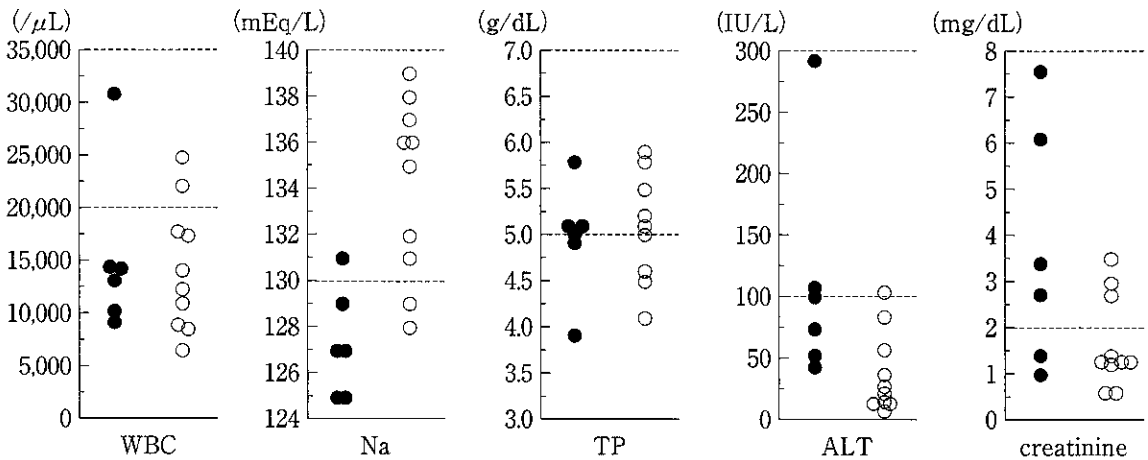 (/μL) (mEq/L) (g/dL) (IU/L) (mg/dL)
35,000 140 7.0 300 8
30,000 138 6.5 250 7
25,000 136 6.0 200 6
20,000 134 5.5 150 5
15,000 132 5.0 100 4
10,000 130 4.5 50 3
5,000 128 4.0 0 2
0 126 3.5 1
124 3.0 0
WBC Na TP ALT creatinine